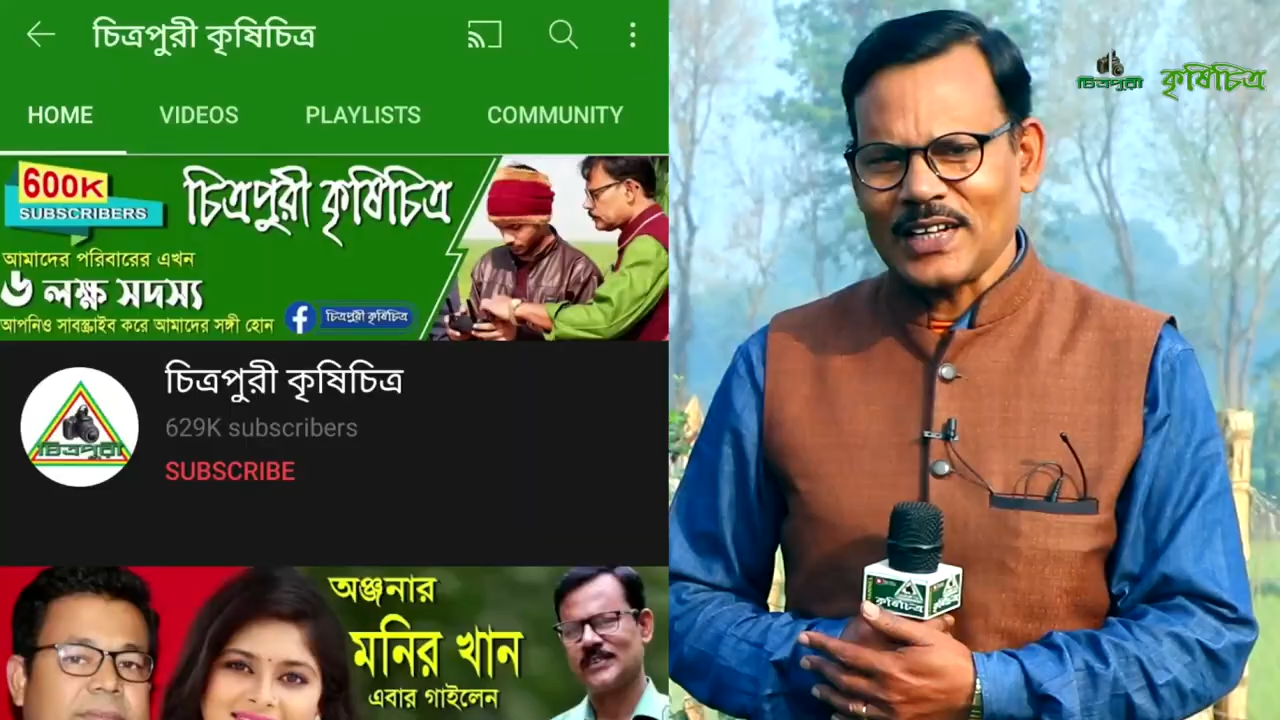 চিত্রপুরী কৃষিচিত্র
HOME VIDEOS PLAYLISTS COMMUNITY
600K
SUBSCRIBERS
চিত্রপুরী কৃষিচিত্র
আমাদের পরিবারের এখন
৬ লক্ষ সদস্য
আপনিও সাবস্ক্রাইব করে আমাদের সঙ্গী হোন
চিত্রপুরী কৃষিচিত্র
চিত্রপুরী কৃষিচিত্র
629K subscribers
SUBSCRIBE
চিত্রপুরী
অঞ্জনার
মনির খান
এবার গাইলেন
চিত্রপুরী কৃষিচিত্র
কৃষিচিত্র